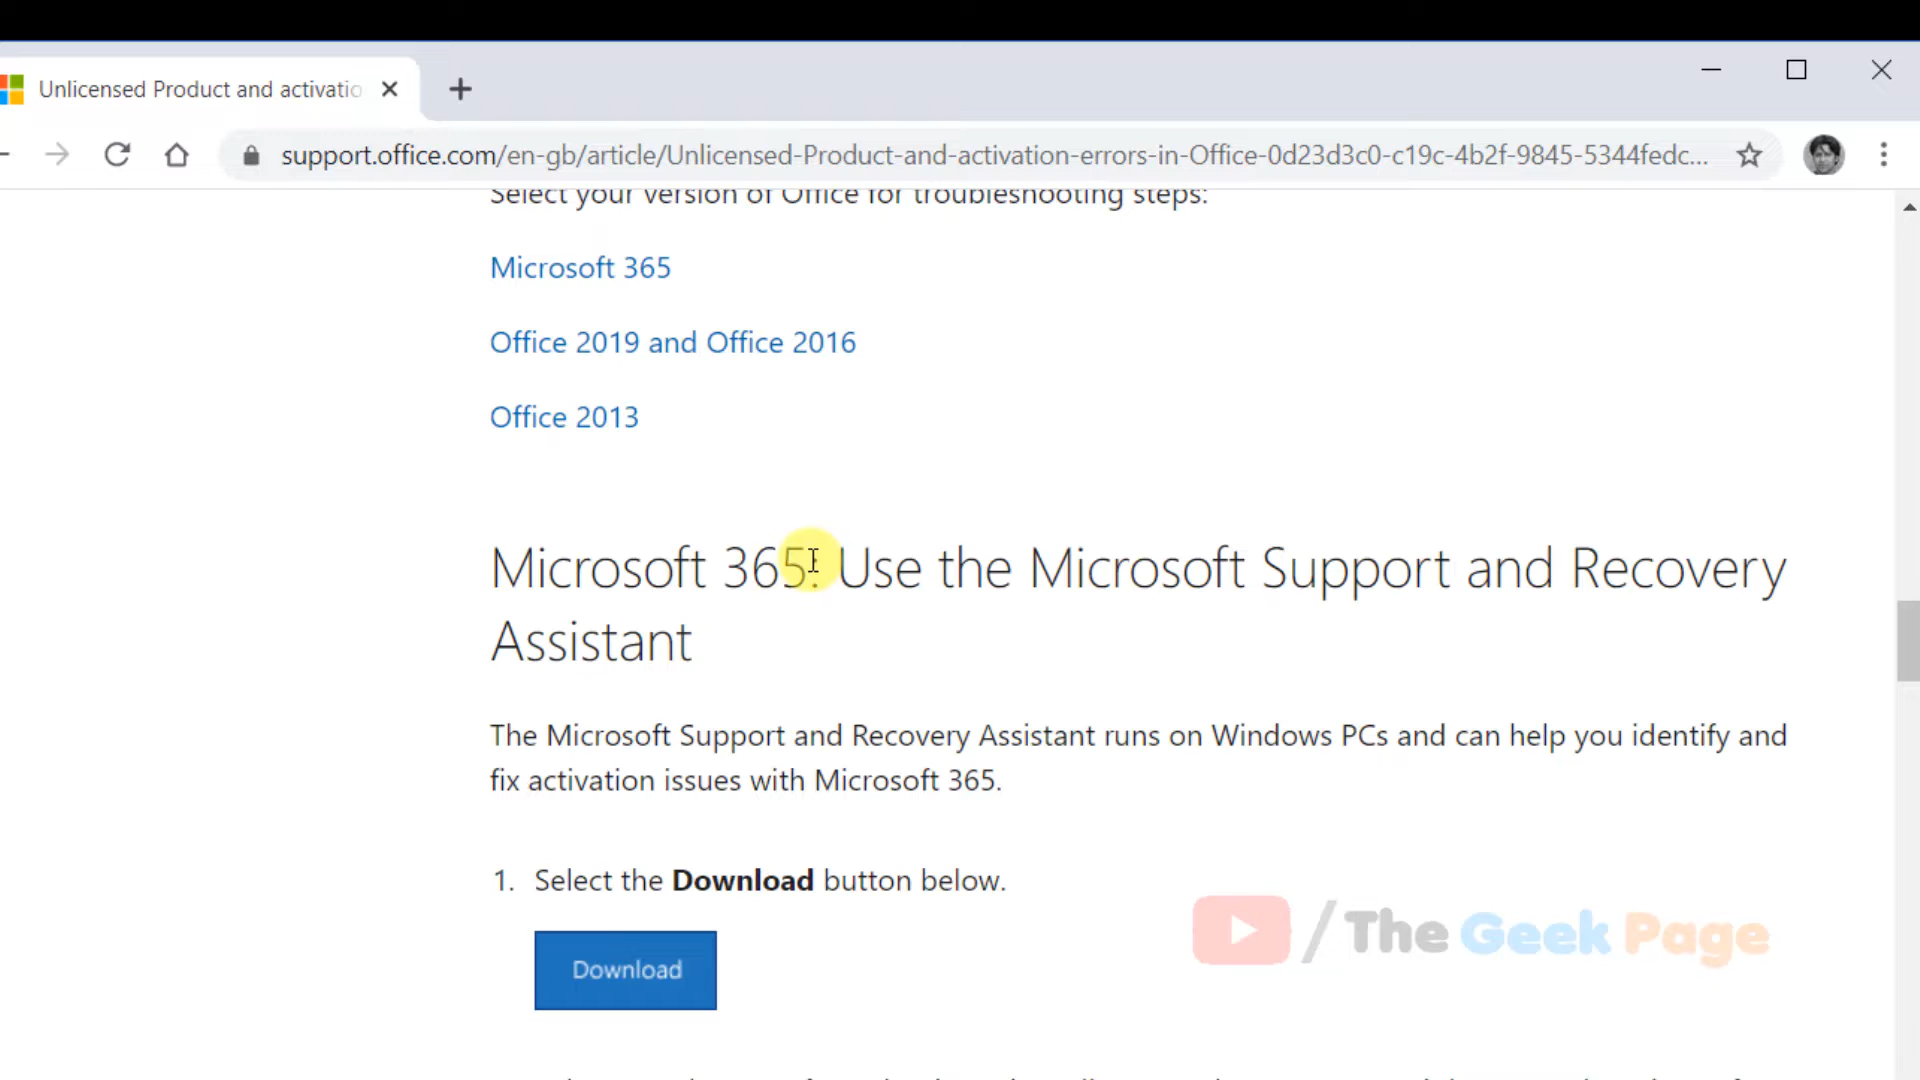 Unlicensed Product and activatio
support.office.com/en-gb/article/Unlicensed-Product-and-activation-errors-in-Office-0d23d3c0-c19c-4b2f-9845-5344fedc...
Select your version of Office for troubleshooting steps:
Microsoft 365
Office 2019 and Office 2016
Office 2013
Microsoft 365: Use the Microsoft Support and Recovery
Assistant
The Microsoft Support and Recovery Assistant runs on Windows PCs and can help you identify and
fix activation issues with Microsoft 365.
1. Select the Download button below.
/The Geek Page
Download